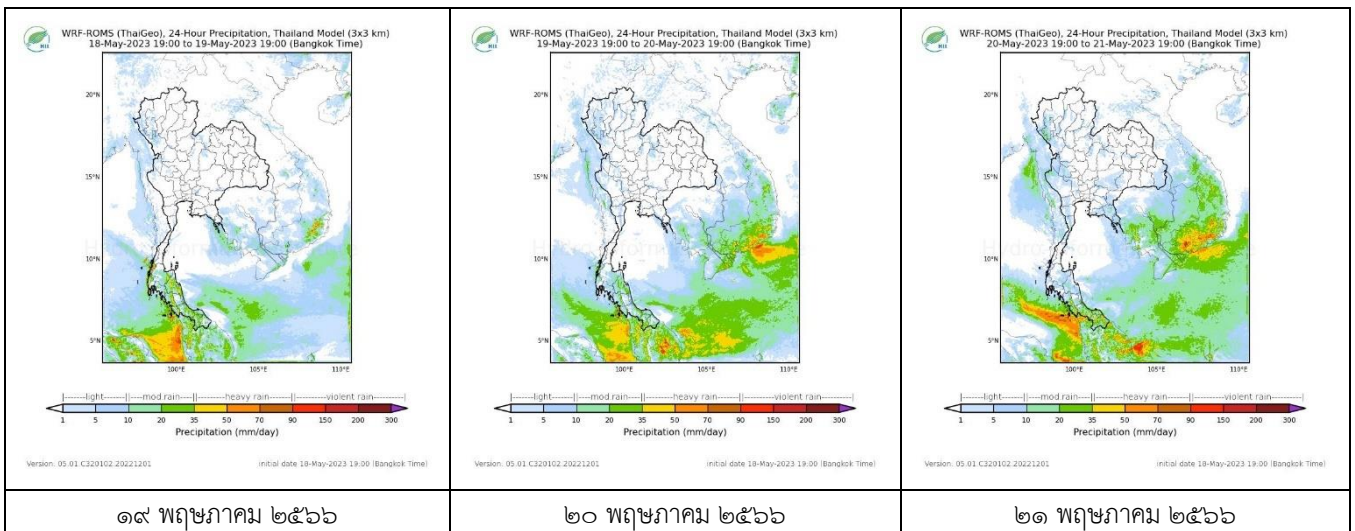 WRF-ROMS (ThaiGeo), 24-Hour Precipitation, Thailand Model (3x3 km)
18-May-2023 19:00 to 19-May-2023 19:00 (Bangkok Time)
20°N
15°N
10°N
5°N
100°E 105°E 110°E
|-------light-------||----mod.rain----||-------heavy rain-------||-------violent rain-------|
1 5 10 20 35 50 70 90 150 200 300
Precipitation (mm/day)
Version: 05.01.C320102.20221201 initial date 18-May-2023 19:00 (Bangkok Time)
๑๙ พฤษภาคม ๒๕๖๖
WRF-ROMS (ThaiGeo), 24-Hour Precipitation, Thailand Model (3x3 km)
19-May-2023 19:00 to 20-May-2023 19:00 (Bangkok Time)
20°N
15°N
10°N
5°N
100°E 105°E 110°E
|-------light-------||----mod.rain----||-------heavy rain-------||-------violent rain-------|
1 5 10 20 35 50 70 90 150 200 300
Precipitation (mm/day)
Version: 05.01.C320102.20221201 initial date 18-May-2023 19:00 (Bangkok Time)
๒๐ พฤษภาคม ๒๕๖๖
WRF-ROMS (ThaiGeo), 24-Hour Precipitation, Thailand Model (3x3 km)
20-May-2023 19:00 to 21-May-2023 19:00 (Bangkok Time)
20°N
15°N
10°N
5°N
100°E 105°E 110°E
|-------light-------||----mod.rain----||-------heavy rain-------||-------violent rain-------|
1 5 10 20 35 50 70 90 150 200 300
Precipitation (mm/day)
Version: 05.01.C320102.20221201 initial date 18-May-2023 19:00 (Bangkok Time)
๒๑ พฤษภาคม ๒๕๖๖